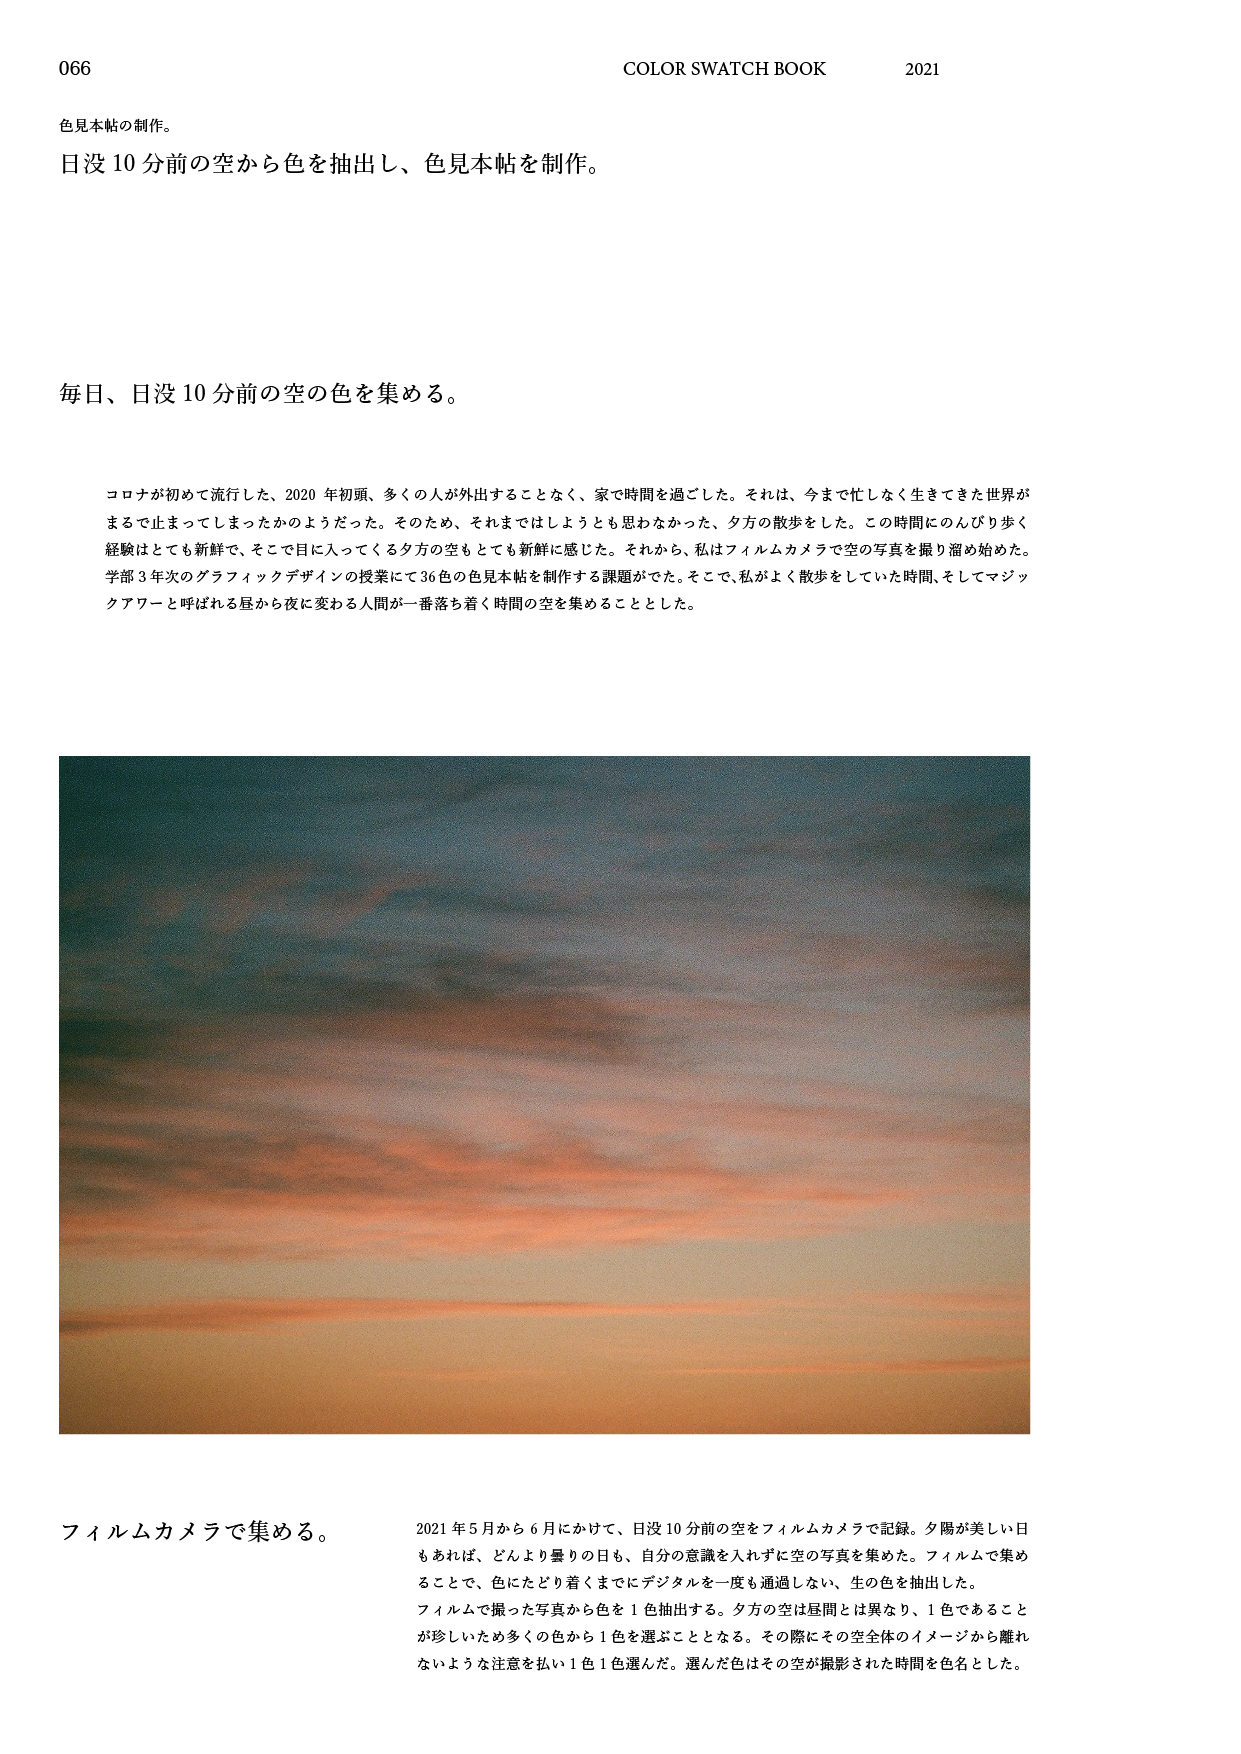 066
COLOR SWATCH BOOK 2021
色見本帖の制作。
日没 10 分前の空から色を抽出し、色見本帖を制作。
毎日、日没 10 分前の空の色を集める。
コロナが初めて流行した、2020 年初頭、多くの人が外出することなく、家で時間を過ごした。それは、今まで忙しなく生きてきた世界が
まるで止まってしまったかのようだった。そのため、それまではしようとも思わなかった、夕方の散歩をした。この時間にのんびり歩く
経験はとても新鮮で、そこで目に入ってくる夕方の空もとても新鮮に感じた。それから、私はフィルムカメラで空の写真を撮り溜め始めた。
学部 3 年次のグラフィックデザインの授業にて36色の色見本帖を制作する課題がでた。そこで、私がよく散歩をしていた時間、そしてマジッ
クアワーと呼ばれる昼から夜に変わる人間が一番落ち着く時間の空を集めることとした。
フィルムカメラで集める。
2021 年 5 月から 6 月にかけて、日没 10 分前の空をフィルムカメラで記録。夕陽が美しい日
もあれば、どんより曇りの日も、自分の意識を入れずに空の写真を集めた。フィルムで集め
ることで、色にたどり着くまでにデジタルを一度も通過しない、生の色を抽出した。
フィルムで撮った写真から色を 1 色抽出する。夕方の空は昼間とは異なり、1 色であること
が珍しいため多くの色から 1 色を選ぶこととなる。その際にその空全体のイメージから離れ
ないような注意を払い 1 色 1 色選んだ。選んだ色はその空が撮影された時間を色名とした。